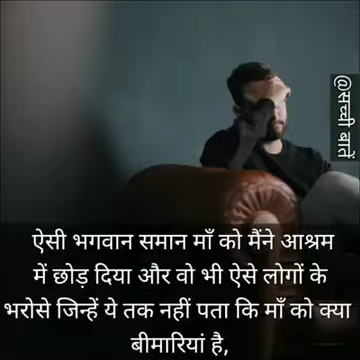 @सच्ची बातें
ऐसी भगवान समान माँ को मैंने आश्रम
में छोड़ दिया और वो भी ऐसे लोगों के
भरोसे जिन्हें ये तक नहीं पता कि माँ को क्या
बीमारियां है,